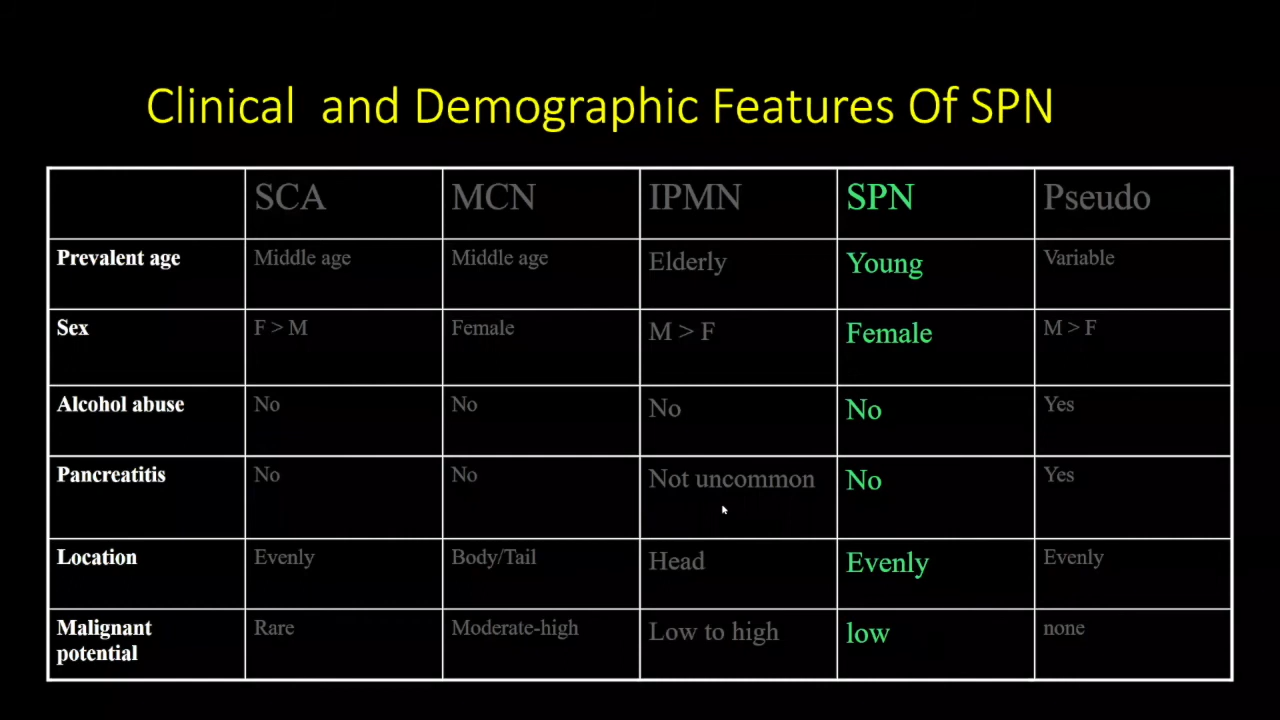 Clinical and Demographic Features Of SPN
SCA MCN IPMN SPN Pseudo
Prevalent age Middle age Middle age Elderly Young Variable
Sex F > M Female M > F Female M > F
Alcohol abuse No No No No Yes
Pancreatitis No No Not uncommon No Yes
Location Evenly Body/Tail Head Evenly Evenly
Malignant Rare Moderate-high Low to high low none
potential